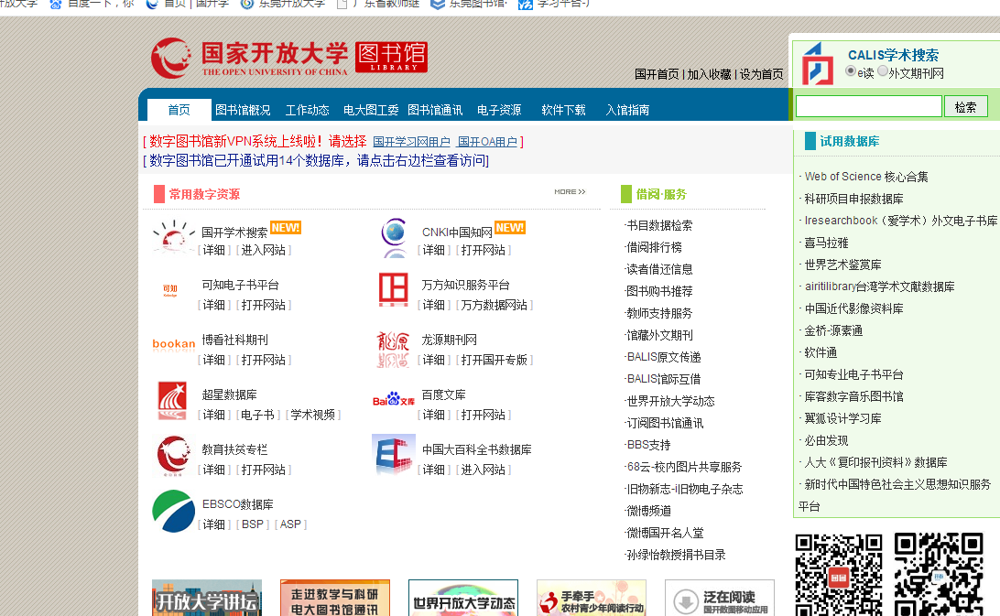 百度一下，你
首页 | 国开学
东莞开放大学
广东省教师继
东莞图书馆·
学习平台-
国家开放大学 图书馆
THE OPEN UNIVERSITY OF CHINA LIBRARY
国开首页 | 加入收藏 | 设为首页
CALIS学术搜索
e读 外文期刊网
检索
首页 图书馆概况 工作动态 电大图工委 图书馆通讯 电子资源 软件下载 入馆指南
[ 数字图书馆新VPN系统上线啦！请选择 国开学习网用户 国开OA用户 ]
[ 数字图书馆已开通试用14个数据库，请点击右边栏查看访问]
常用数字资源
MORE >>
国开学术搜索 NEW!
[ 详细 ] [ 进入网站 ]
CNKI中国知网 NEW!
[ 详细 ] [ 打开网站 ]
可知
可知电子书平台
[ 详细 ] [ 打开网站 ]
万方知识服务平台
[ 详细 ] [ 万方数据网站 ]
bookan
博看社科期刊
[ 详细 ] [ 打开网站 ]
龙源期刊网
[ 详细 ] [ 打开国开专版 ]
超星数据库
[ 详细 ] [ 电子书 ] [ 学术视频 ]
Bai文库
百度文库
[ 详细 ] [ 打开网站 ]
教育扶贫专栏
[ 详细 ] [ 打开网站 ]
中国大百科全书数据库
[ 详细 ] [ 进入网站 ]
EBSCO数据库
[ 详细 ] [ BSP ] [ ASP ]
借阅·服务
·书目数据检索
·借阅排行榜
·读者借还信息
·图书购书推荐
·教师支持服务
·馆藏外文期刊
·BALIS原文传递
·BALIS馆际互借
·世界开放大学动态
·订阅图书馆通讯
·BBS支持
·68云-校内图片共享服务
·旧物新志-i旧物电子杂志
·微博频道
·微博国开名人堂
·孙绿怡教授捐书目录
试用数据库
· Web of Science 核心合集
· 科研项目申报数据库
· Iresearchbook（爱学术）外文电子书库
· 喜马拉雅
· 世界艺术鉴赏库
· airitilibrary台湾学术文献数据库
· 中国近代影像资料库
· 金桥-源素通
· 软件通
· 可知专业电子书平台
· 库客数字音乐图书馆
· 翼狐设计学习库
· 必由发现
· 人大《复印报刊资料》数据库
· 新时代中国特色社会主义思想知识服务
平台
开放大学讲坛
走进教学与科研
电大图书馆通讯
世界开放大学动态
手牵手
农村青少年阅读行动
泛在阅读
国开数图移动应用